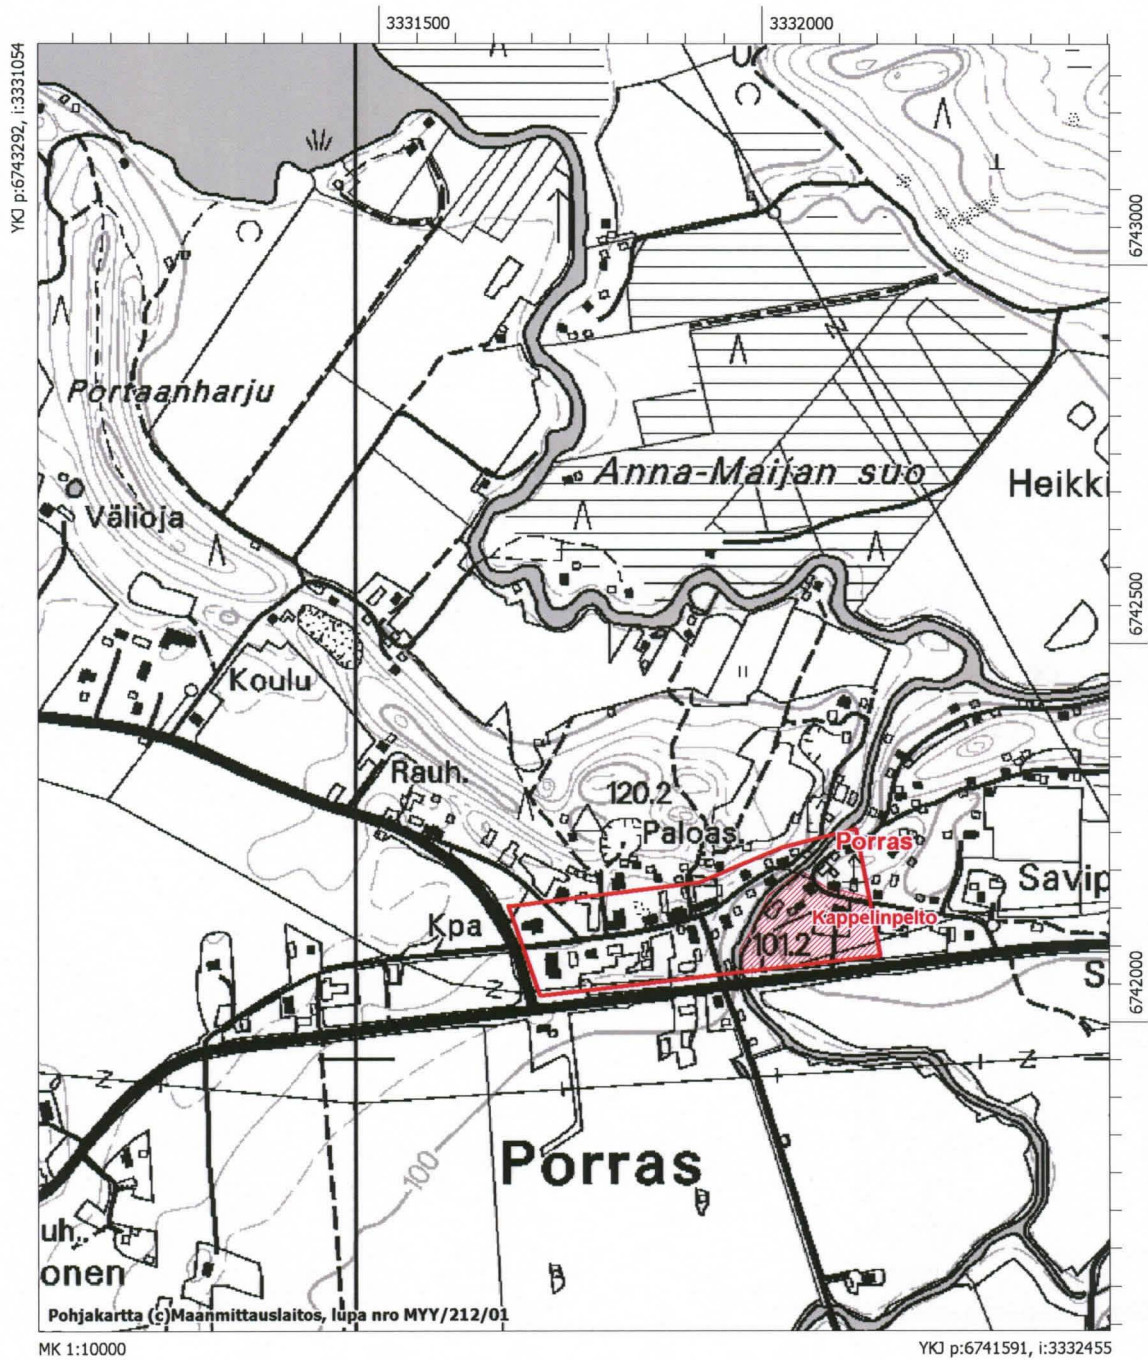 3331500
3332000
YKJ p:6743292, i:3331054
6743000
Portaanharju
Anna-Maijan suo
Heikki
Välioja
6742500
Koulu
Rauh.
120.2
Paloas
Porras
Savip
Kpa
Kappelinpelto
101.2
S
6742000
100
Porras
uh..
onen
Pohjakartta (c)Maanmittauslaitos, lupa nro MYY/212/01
MK 1:10000
YKJ p:6741591, i:3332455